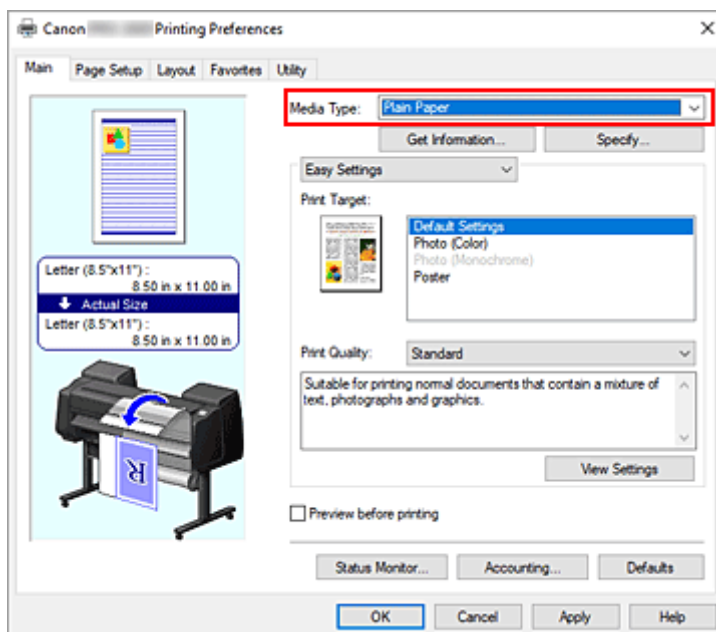 Canon Printing Preferences
Main Page Setup Layout Favorites Utility
Media Type: Plain Paper
Get Information... Specify...
Easy Settings
Print Target:
Default Settings
Photo (Color)
Photo (Monochrome)
Poster
Letter (8.5"x11") :
8.50 in x 11.00 in
Actual Size
Letter (8.5"x11") :
8.50 in x 11.00 in
R
Print Quality: Standard
Suitable for printing normal documents that contain a mixture of
text, photographs and graphics.
View Settings
Preview before printing
Status Monitor... Accounting... Defaults
OK Cancel Apply Help